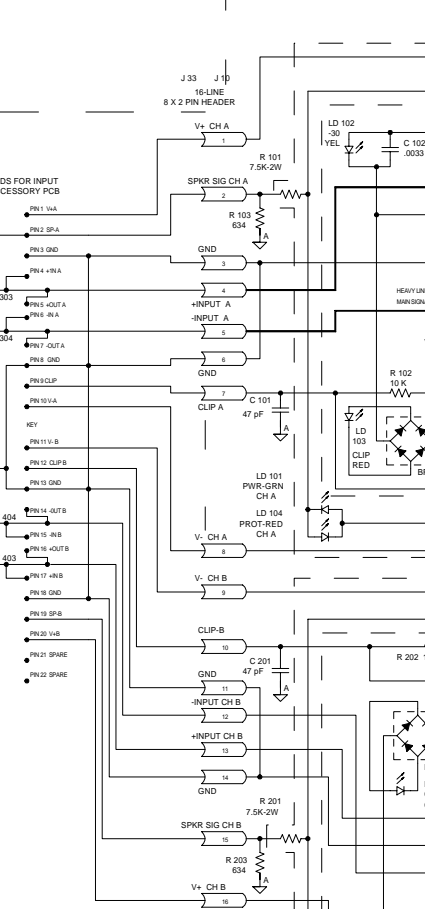 J 33 J 10
16-LINE
8 X 2 PIN HEADER
V+ CH A
1
LD 102
-30
YEL
C 102
.0033
R 101
7.5K-2W
DS FOR INPUT
CESSORY PCB
SPKR SIG CH A
2
PIN 1 V+A
R 103
634
A
PIN 2 SP-A
PIN 3 GND
GND
3
PIN 4 +1N A
303
4
+INPUT A
HEAVY LIN
MAIN SIGN
PIN 5 +OUT A
PIN 6 -IN A
-INPUT A
5
304
PIN 7 -OUT A
PIN 8 GND
6
GND
PIN 9 CLIP
R 102
10 K
7
CLIP A
C 101
47 pF
A
PIN 10 V-A
KEY
LD
103
CLIP
RED
BR
PIN 11 V- B
PIN 12 CLIP B
PIN 13 GND
LD 101
PWR-GRN
CH A
PIN 14 -0UT B
404
LD 104
PROT-RED
CH A
PIN 15 -IN B
V- CH A
8
PIN 16 +OUT B
403
PIN 17 +IN B
V- CH B
9
PIN 18 GND
PIN 19 SP-B
PIN 20 V+B
CLIP-B
10
PIN 21 SPARE
C 201
47 pF
A
R 202 1
PIN 22 SPARE
GND
11
-INPUT CH B
12
+INPUT CH B
13
14
GND
R 201
7.5K-2W
SPKR SIG CH B
15
R 203
634
A
V+ CH B
16